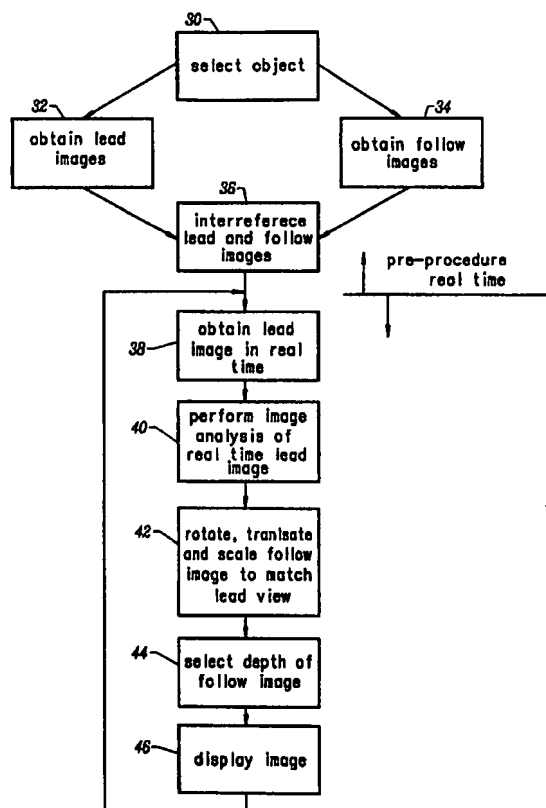 30
select object
32
obtain lead
images
34
obtain follow
images
36
interreferece
lead and follow
images
pre-procedure
real time
38
obtain lead
image in real
time
40
perform image
analysis of
real time lead
image
42
rotate, tranlsate
and scale follow
image to match
lead view
44
select depth of
follow image
46
display image